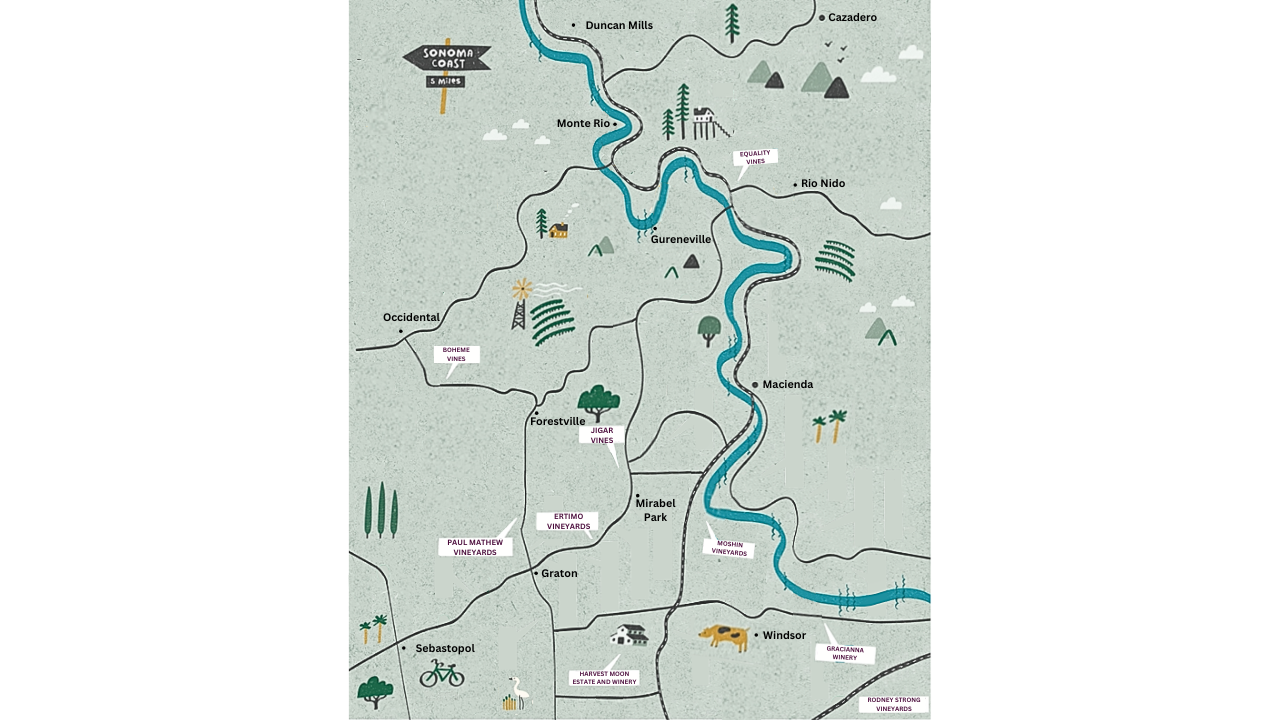 Cazadero
Duncan Mills
SONOMA
COAST
5 MILES
Monte Rio
EQUALITY
VINES
Rio Nido
Gureneville
Occidental
BOHEME
VINES
Macienda
Forestville
JIGAR
VINES
Mirabel
Park
ERTIMO
VINEYARDS
PAUL MATHEW
VINEYARDS
MOSHIN
VINEYARDS
Graton
Windsor
Sebastopol
GRACIANNA
WINERY
HARVEST MOON
ESTATE AND WINERY
RODNEY STRONG
VINEYARDS